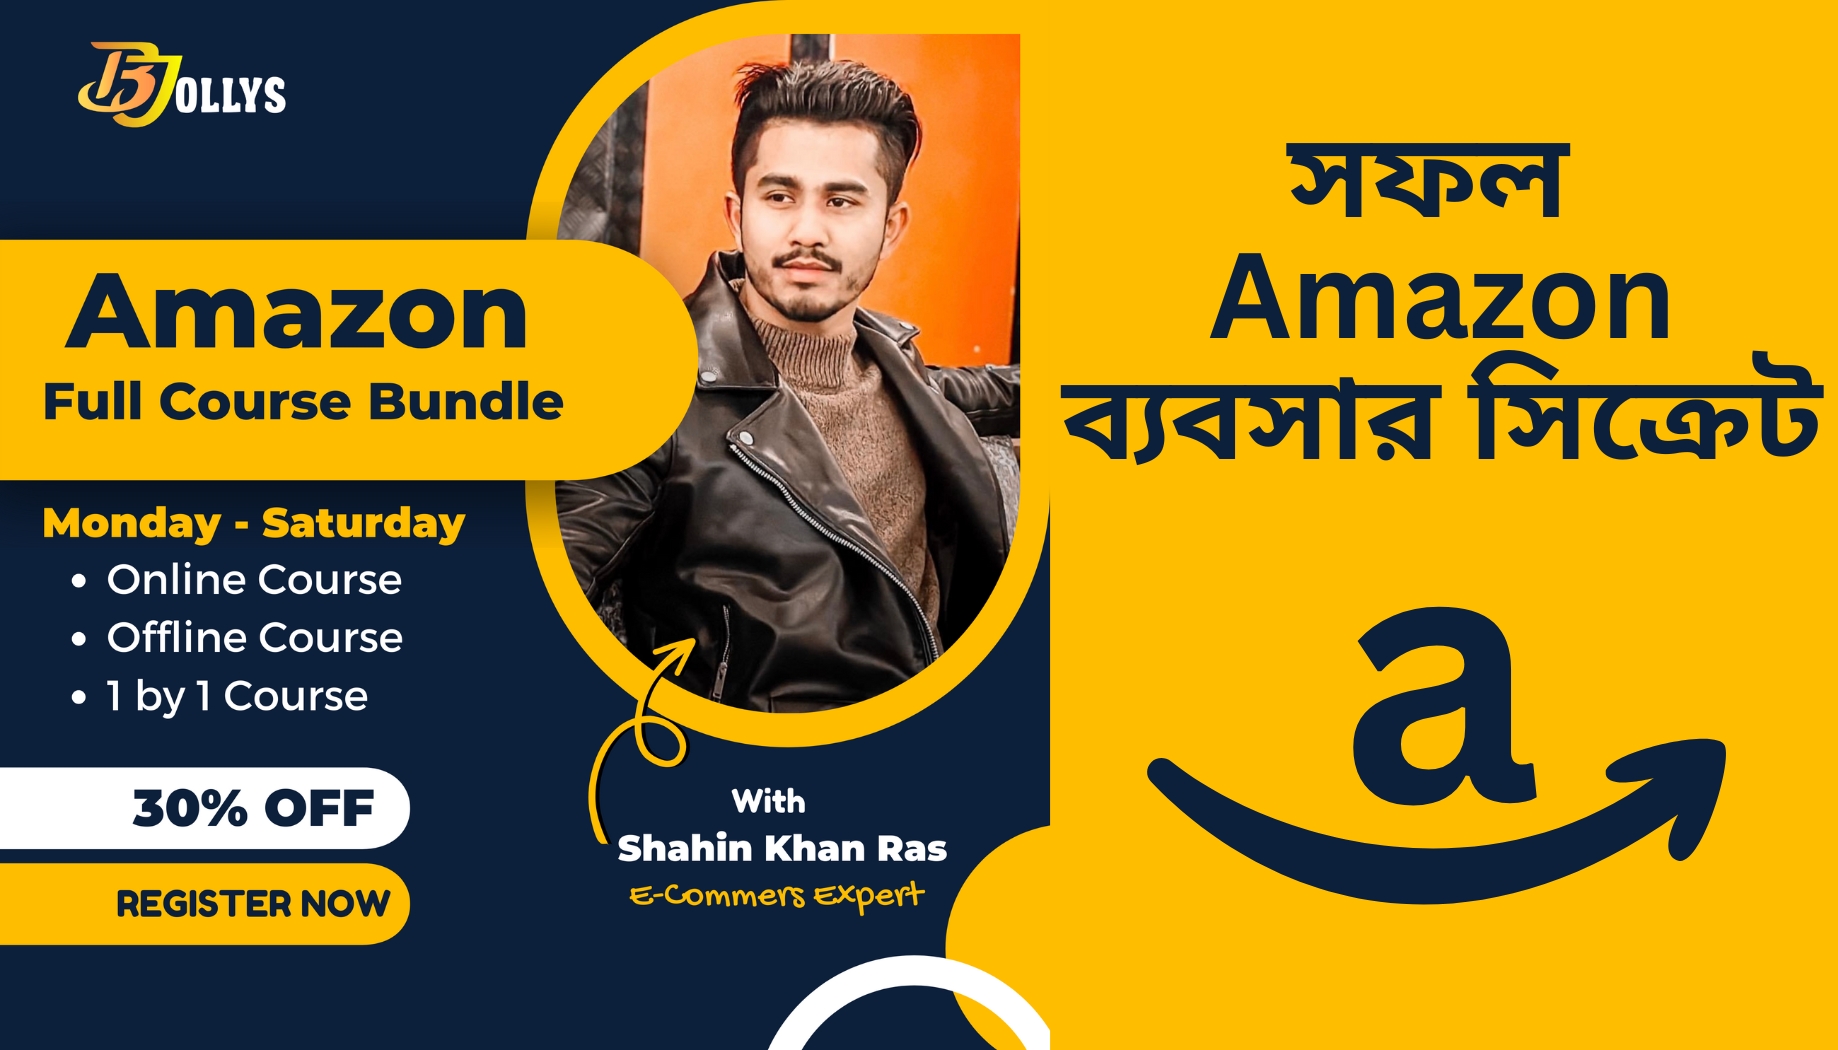 BJOLLYS
Amazon
Full Course Bundle
Monday - Saturday
• Online Course
• Offline Course
• 1 by 1 Course
30% OFF
REGISTER NOW
With
Shahin Khan Ras
E-Commers Expert
সফল
Amazon
ব্যবসার সিক্রেট
a